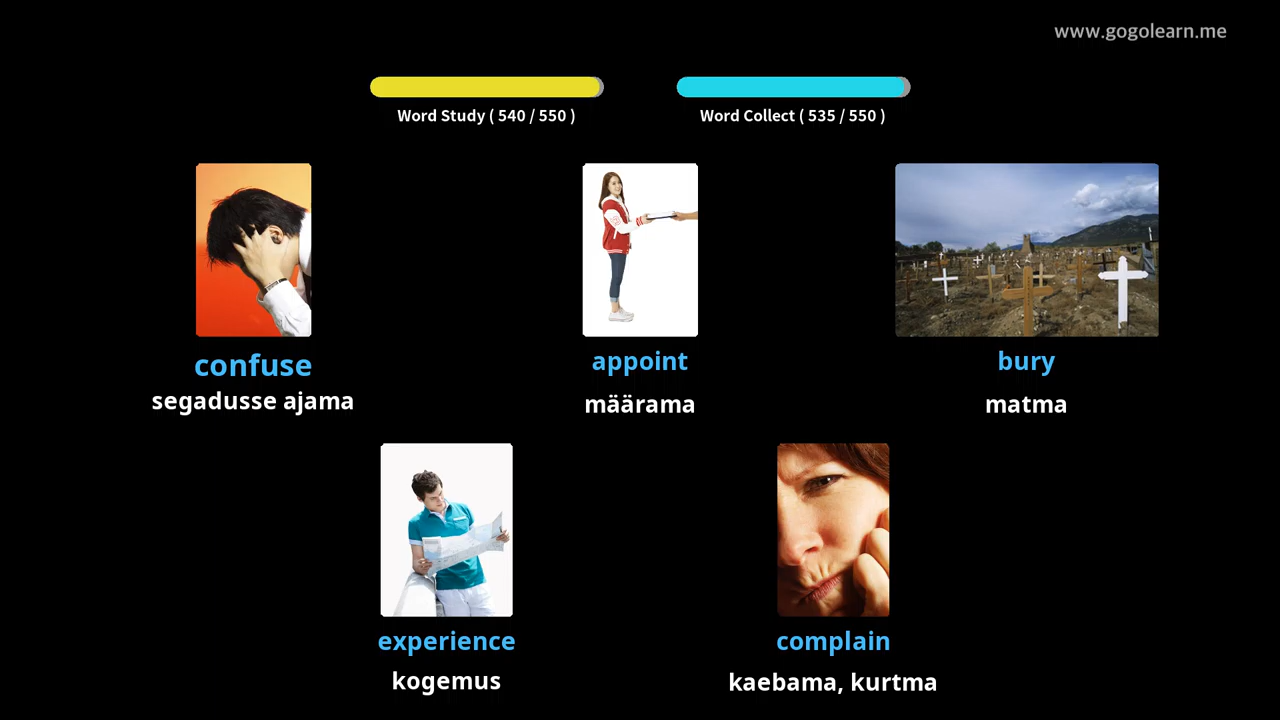 www.gogolearn.me
Word Study ( 540 / 550 )
Word Collect ( 535 / 550 )
confuse
segadusse ajama
appoint
määrama
bury
matma
experience
kogemus
complain
kaebama, kurtma